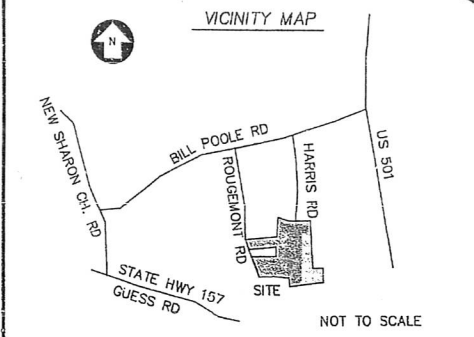 VICINITY MAP
N
NEW SHARON CH. RD
BILL POOLE RD
ROUGEMONT RD
HARRIS RD
US 501
STATE HWY 157
GUESS RD
SITE
NOT TO SCALE